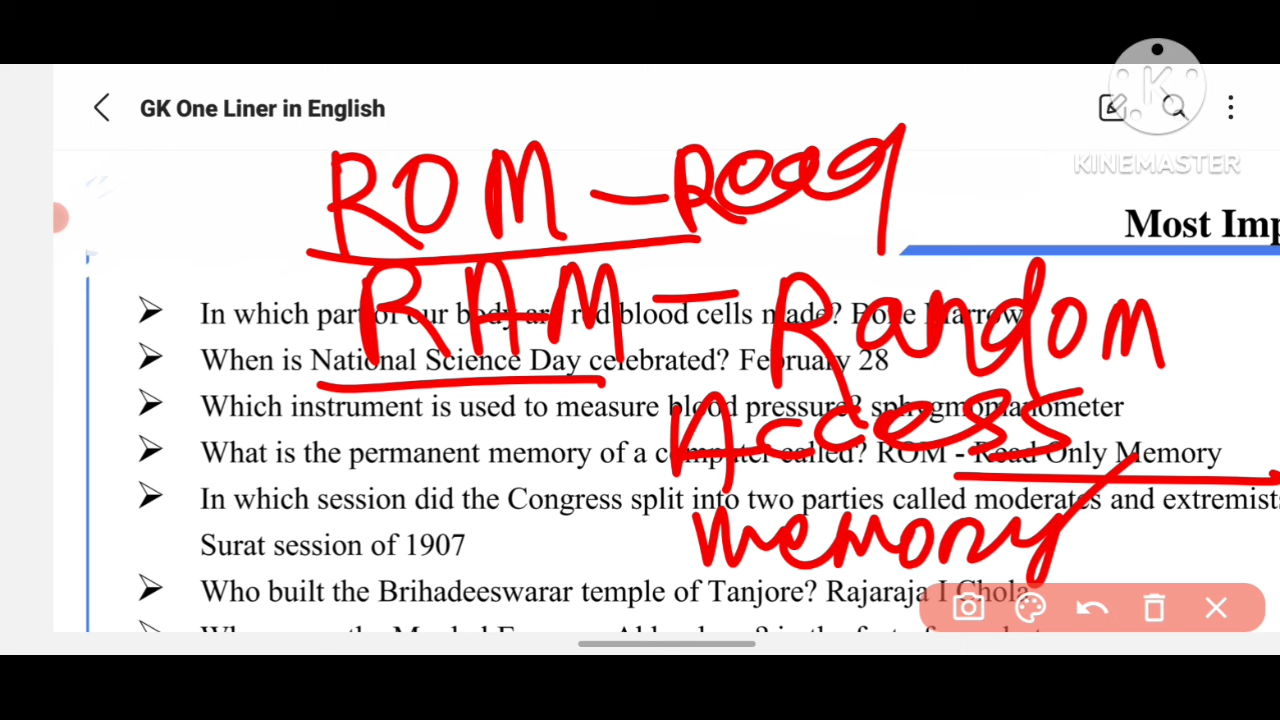 GK One Liner in English
KINEMASTER
ROM - Read
Most Imp
RAM - Random
Access
memory
In which part of our body are red blood cells made? Bone Marrow
When is National Science Day celebrated? February 28
Which instrument is used to measure blood pressure? sphygmomanometer
What is the permanent memory of a computer called? ROM - Read Only Memory
In which session did the Congress split into two parties called moderates and extremists
Surat session of 1907
Who built the Brihadeeswarar temple of Tanjore? Rajaraja I Chola